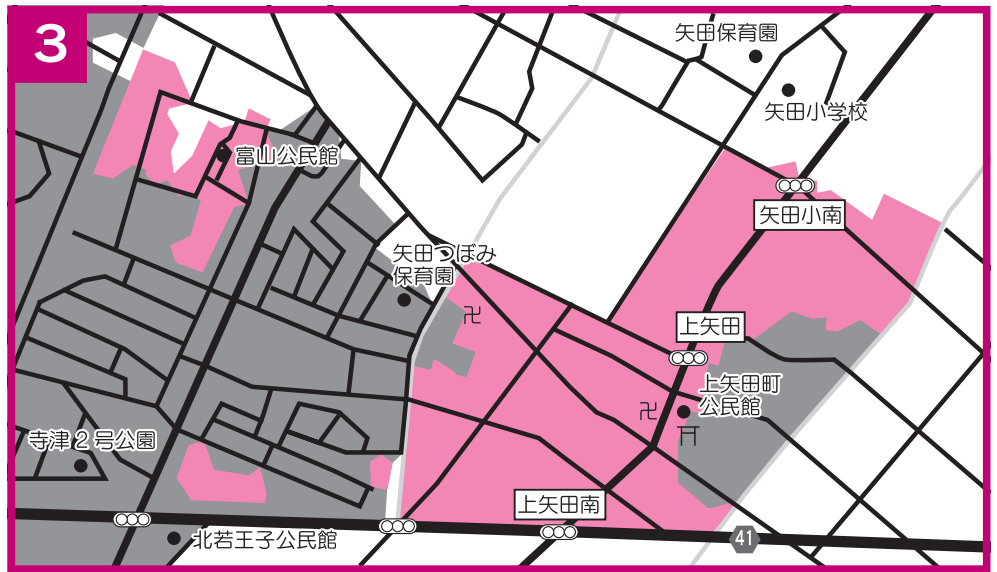 3
矢田保育園
矢田小学校
富山公民館
矢田小南
矢田つぼみ
保育園
卍
上矢田
上矢田町
公民館
卍
寺津2号公園
上矢田南
北若王子公民館
41